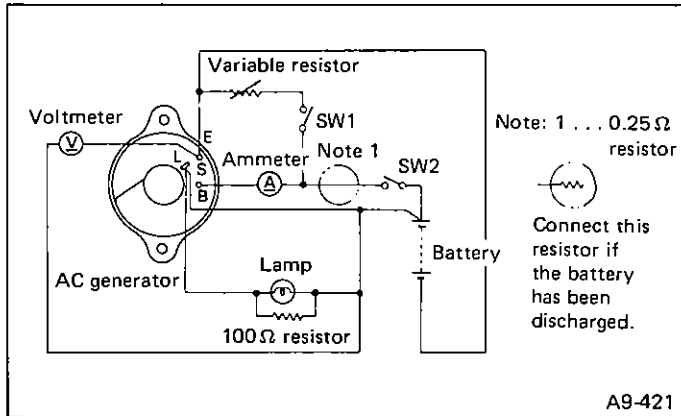 Variable resistor
Voltmeter
V
E
SW1
Note: 1 ... 0.25Ω
resistor
L
S
Ammeter
Note 1
SW2
B
A
Connect this
resistor if
the battery
has been
discharged.
Battery
AC generator
Lamp
100Ω resistor
A9-421